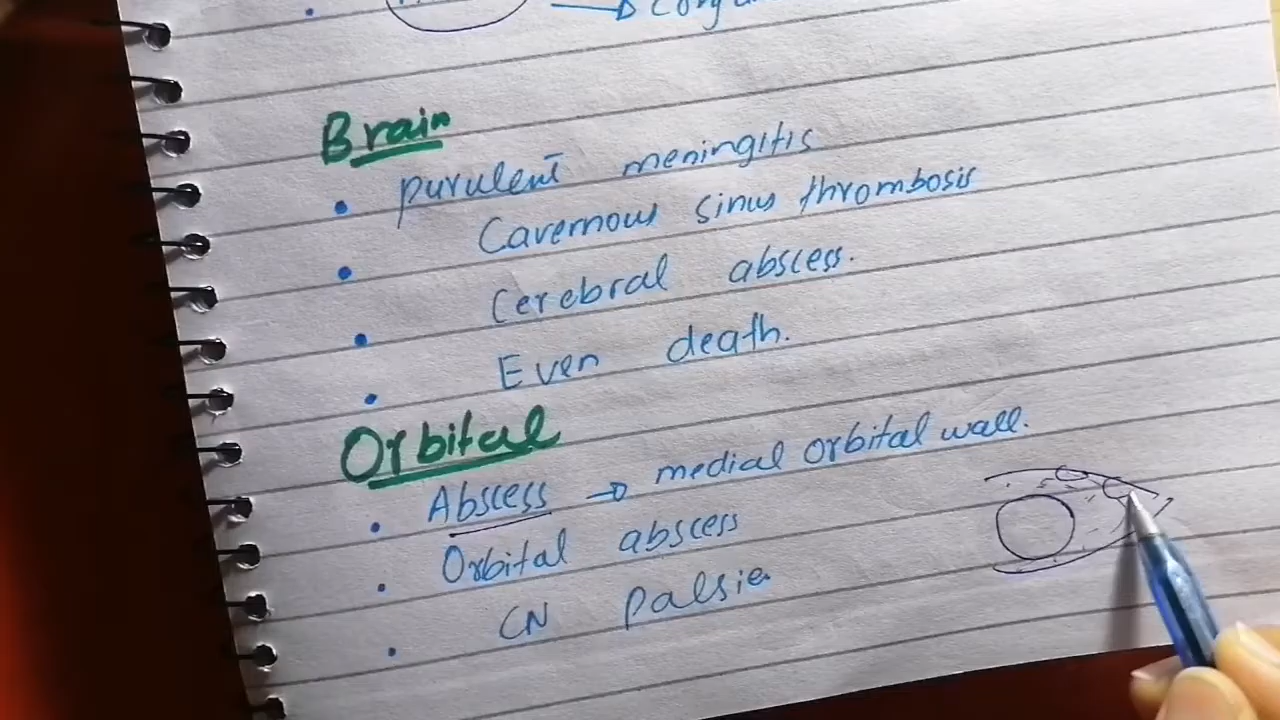 Brain
• purulent meningitis
• Cavernous sinus thrombosis
• Cerebral abscess.
• Even death.
Orbital
• Abscess → medial orbital wall.
• Orbital abscess
• CN Palsie